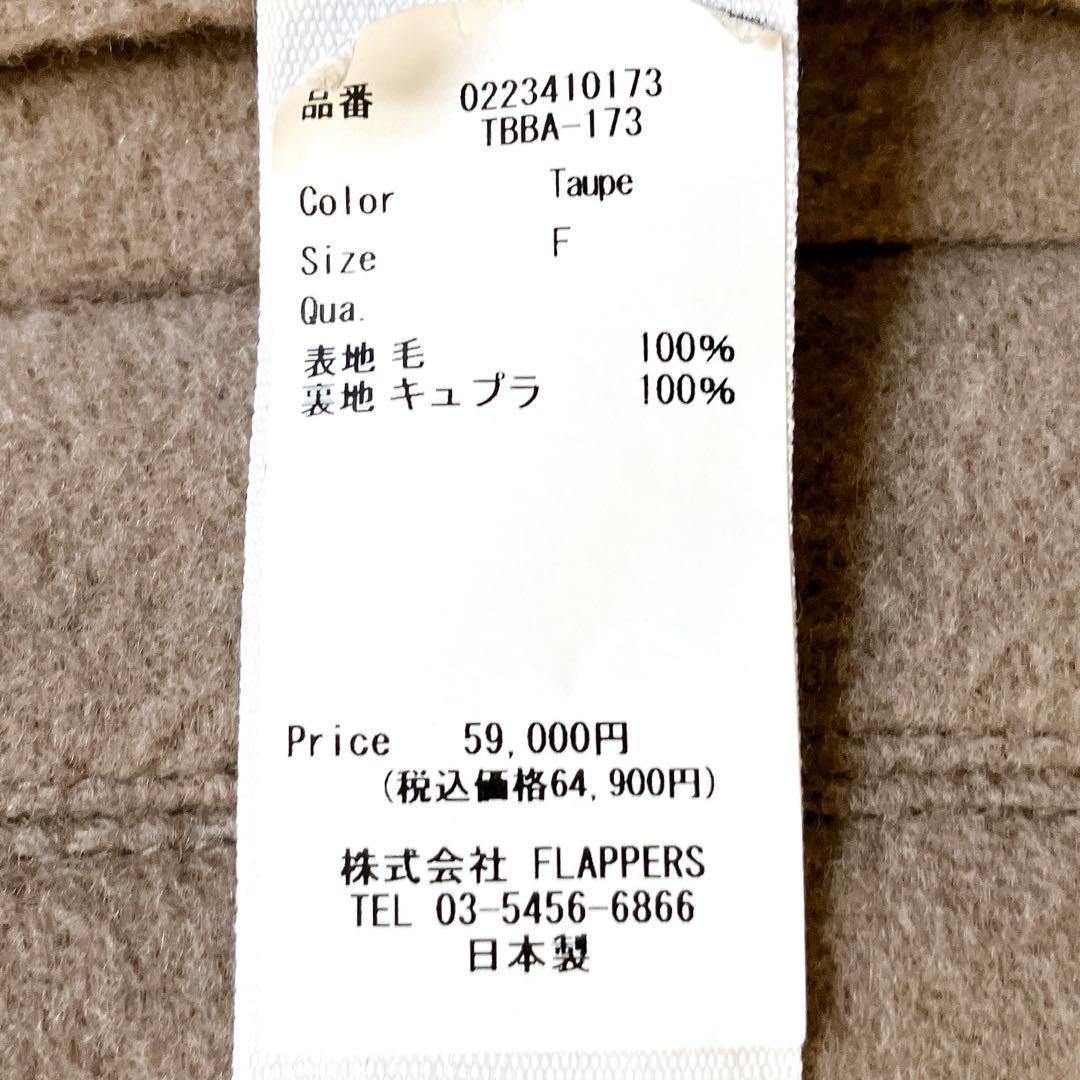 品番 0223410173
TBBA-173
Color Taupe
Size F
Qua.
表地 毛 100%
裏地 キュプラ 100%
Price 59,000円
(税込価格64,900円)
株式会社 FLAPPERS
TEL 03-5456-6866
日本製